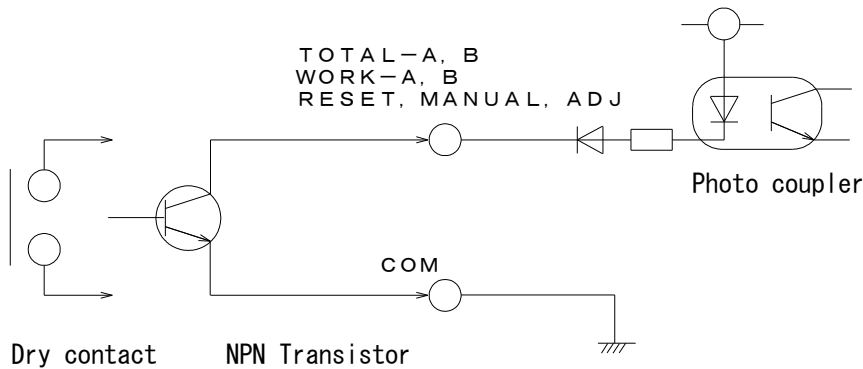 TOTAL−A, B
WORK−A, B
RESET, MANUAL, ADJ
Photo coupler
COM
Dry contact
NPN Transistor